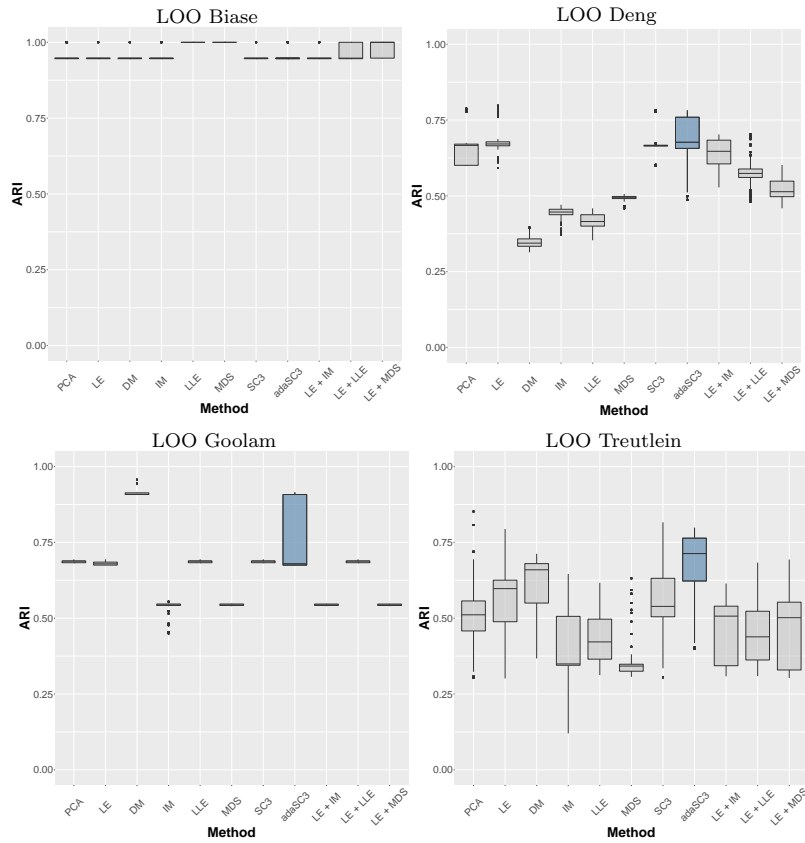 LOO Biase
1.00
0.75
0.50
0.25
0.00
ARI
PCA
LE
DM
IM
LLE
MDS
SC3
adaSC3
LE + IM
LE + LLE
LE + MDS
Method
LOO Deng
1.00
0.75
0.50
0.25
0.00
ARI
PCA
LE
DM
IM
LLE
MDS
SC3
adaSC3
LE + IM
LE + LLE
LE + MDS
Method
LOO Goolam
1.00
0.75
0.50
0.25
0.00
ARI
PCA
LE
DM
IM
LLE
MDS
SC3
adaSC3
LE + IM
LE + LLE
LE + MDS
Method
LOO Treutlein
1.00
0.75
0.50
0.25
0.00
ARI
PCA
LE
DM
IM
LLE
MDS
SC3
adaSC3
LE + IM
LE + LLE
LE + MDS
Method